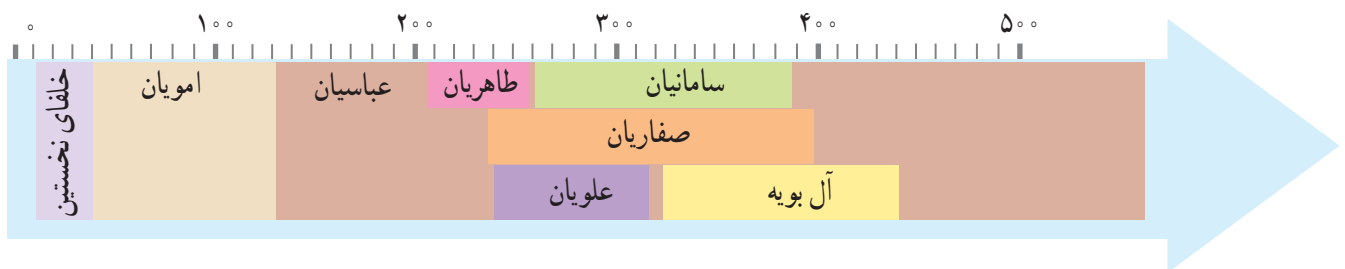 ۰ ۱۰۰ ۲۰۰ ۳۰۰ ۴۰۰ ۵۰۰
خلفای نخستین
امویان
عباسیان
طاهریان
سامانیان
صفاریان
علویان
آل بویه